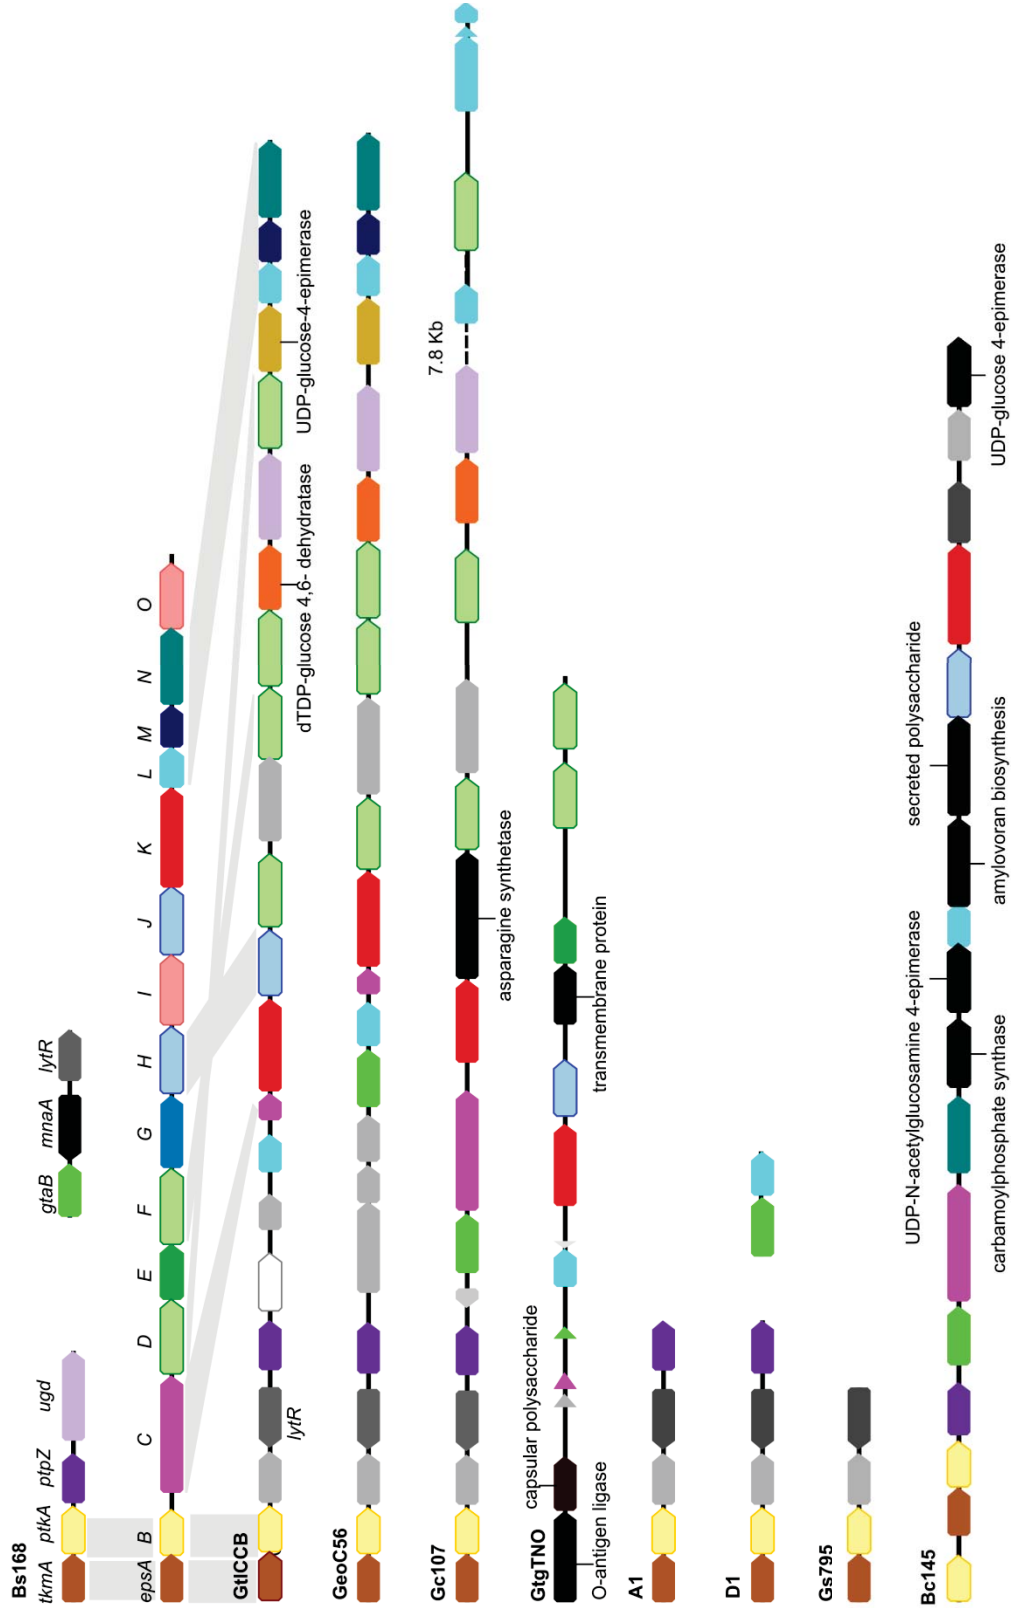 Bs168
tkmA ptkA ptpZ ugd gtaB mnaA lytR
epsA B C D E F G H I J K L M N O
GtlCCB
lytR
dTDP-glucose 4,6- dehydratase
UDP-glucose-4-epimerase
GeoC56
Gc107
7.8 Kb
asparagine synthetase
GtgTNO
capsular polysaccharide
O-antigen ligase
transmembrane protein
A1
D1
Gs795
Bc145
UDP-N-acetylglucosamine 4-epimerase
secreted polysaccharide
carbamoylphosphate synthase
amylovoran biosynthesis
UDP-glucose 4-epimerase